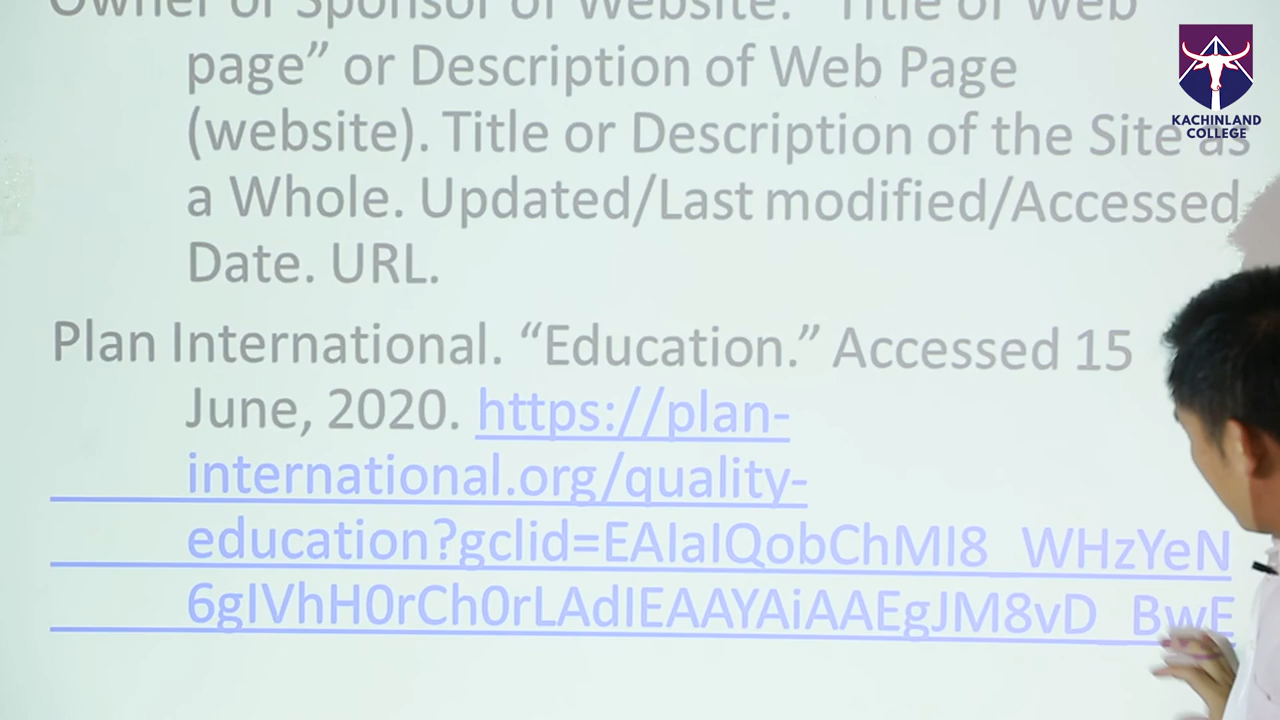 Owner or Sponsor of Website. "Title of Web
page” or Description of Web Page
(website). Title or Description of the Site as
a Whole. Updated/Last modified/Accessed
Date. URL.
Plan International. “Education.” Accessed 15
June, 2020. https://plan-
international.org/quality-
education?gclid=EAIaIQobChMI8_WHzYeN
6gIVhH0rCh0rLAdIEAAYAiAAEgJM8vD_BwE
KACHINLAND
COLLEGE